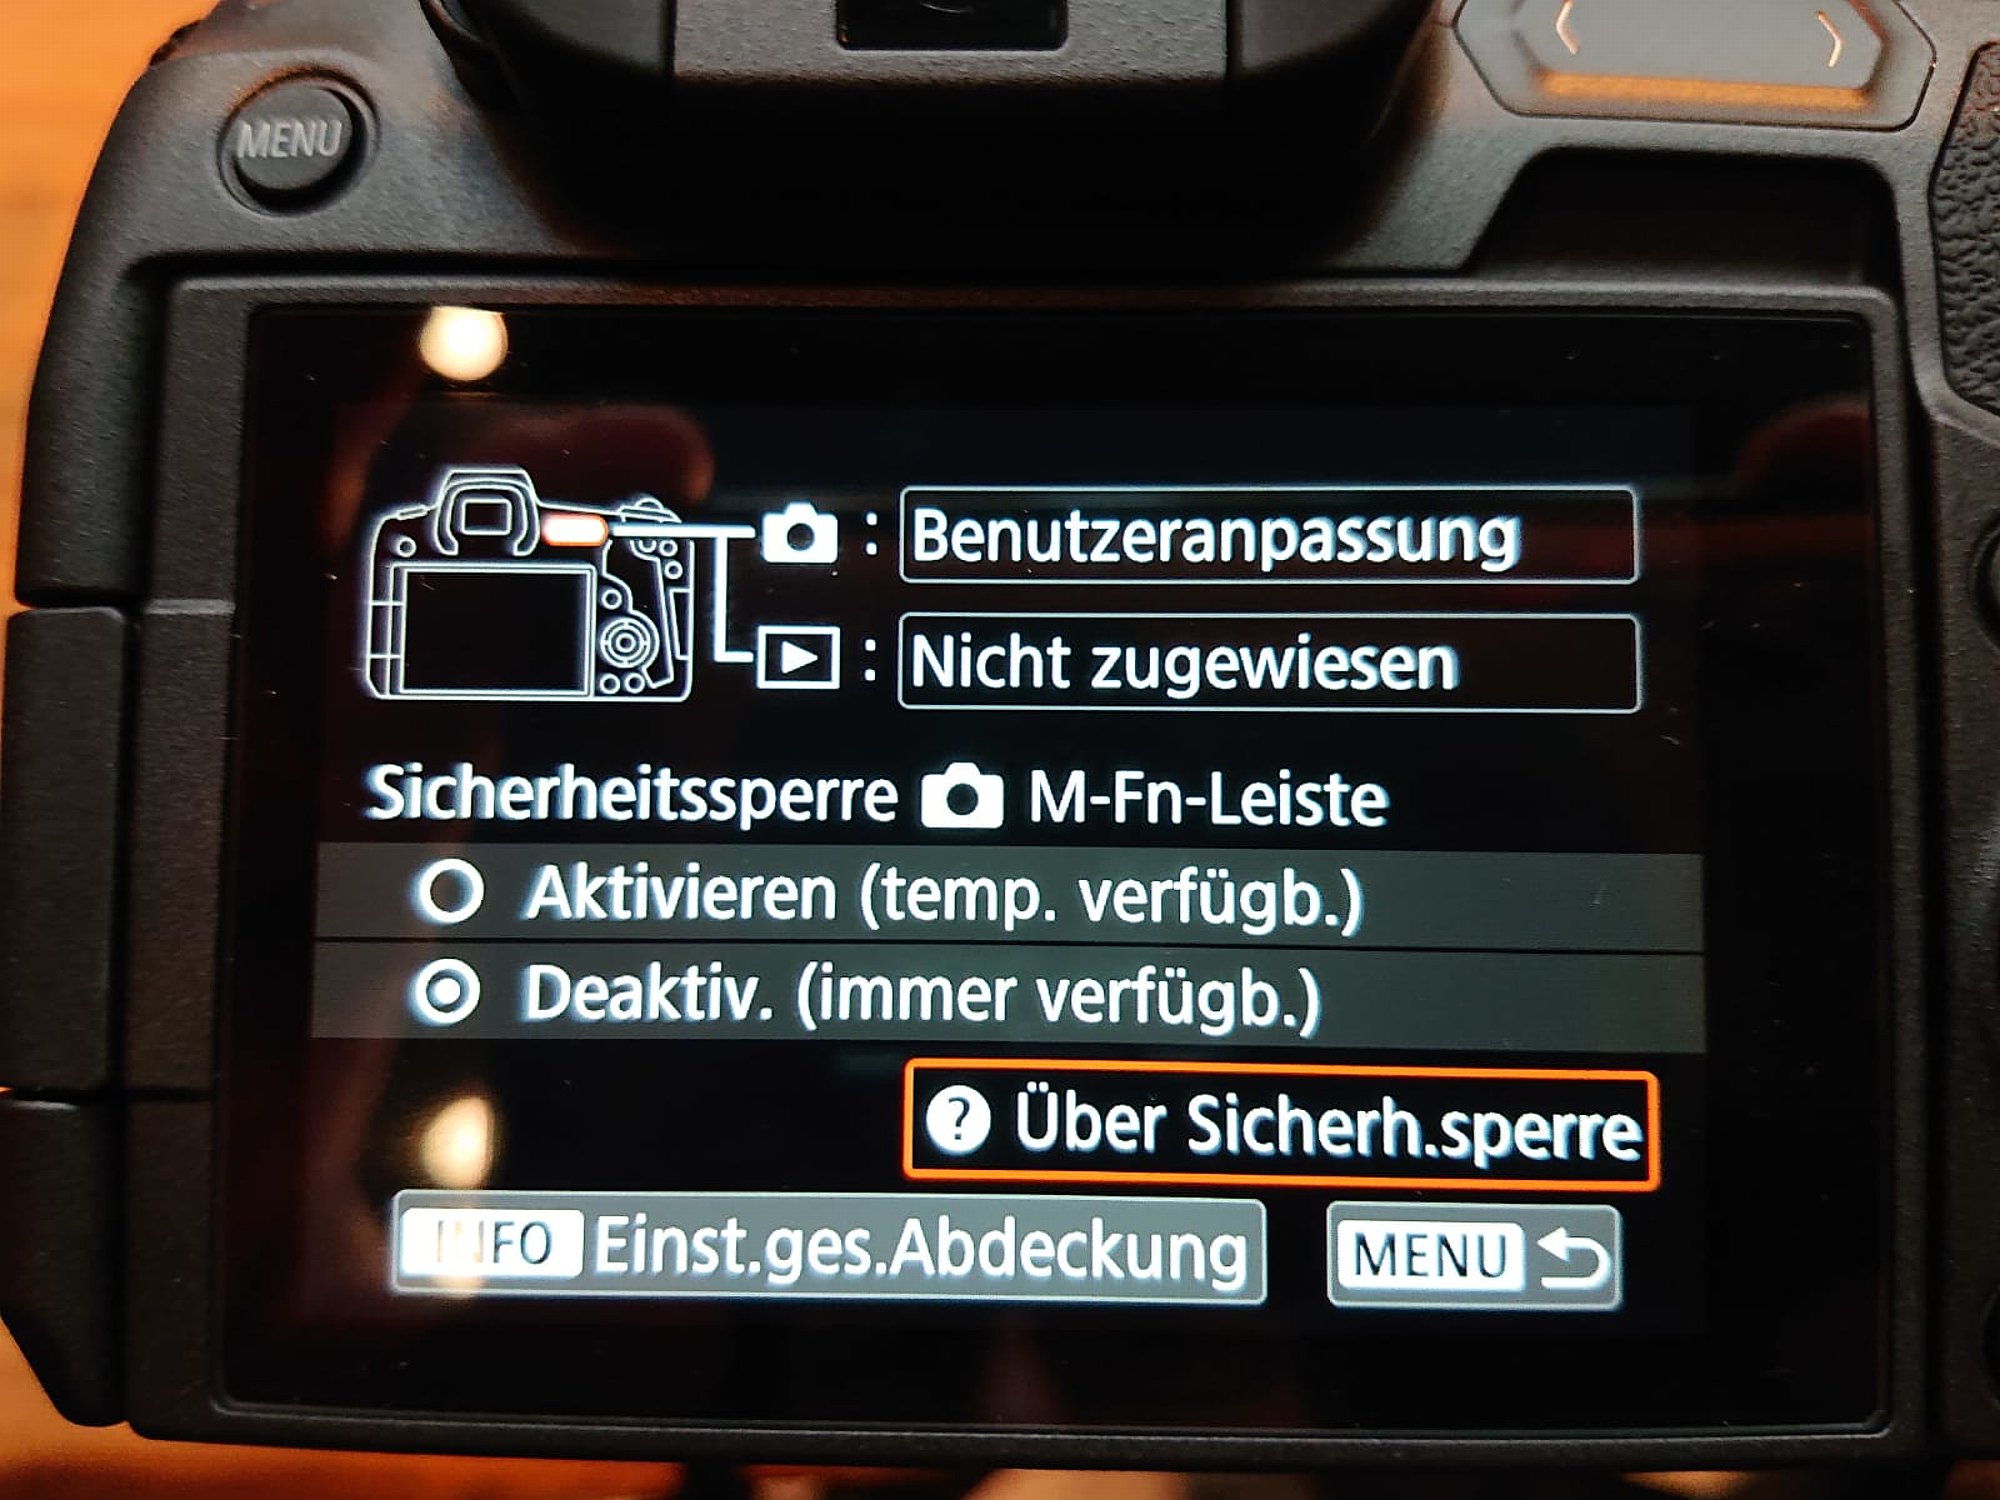 MENU
: Benutzeranpassung
: Nicht zugewiesen
Sicherheitssperre M-Fn-Leiste
Aktivieren (temp. verfügb.)
Deaktiv. (immer verfügb.)
? Über Sicherh.sperre
INFO Einst.ges.Abdeckung
MENU